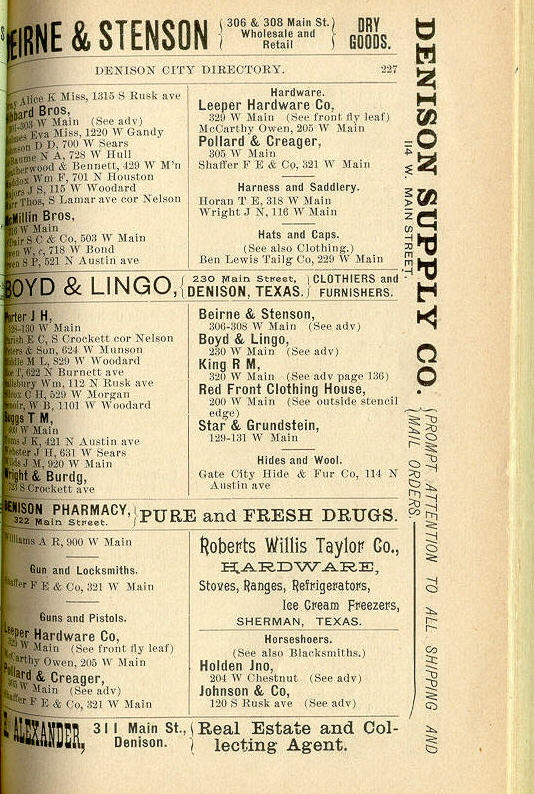 EIRNE & STENSON { 306 & 308 Main St. Wholesale and Retail } DRY GOODS.
DENISON CITY DIRECTORY. 227
Alice K Miss, 1315 S Rusk ave
bbard Bros,
301-303 W Main (See adv)
Eva Miss, 1220 W Gandy
D D, 700 W Sears
N A, 728 W Hull
Leatherwood & Bennett, 429 W M'n
Maddox Wm F, 701 N Houston
J S, 115 W Woodard
Thos, S Lamar ave cor Nelson
McMillin Bros,
W Main
S C & Co, 503 W Main
W, c, 718 W Bond
S P, 521 N Austin ave
Hardware.
Leeper Hardware Co,
329 W Main (See front fly leaf)
McCarthy Owen, 205 W Main
Pollard & Creager,
305 W Main
Shaffer F E & Co, 321 W Main
Harness and Saddlery.
Horan T E, 318 W Main
Wright J N, 116 W Main
Hats and Caps.
(See also Clothing.)
Ben Lewis Tailg Co, 229 W Main
BOYD & LINGO, { 230 Main Street, DENISON, TEXAS. } CLOTHIERS and FURNISHERS.
Porter J H,
128-130 W Main
E C, S Crockett cor Nelson
& Son, 624 W Munson
M L, 829 W Woodard
T, 622 N Burnett ave
Wm, 112 N Rusk ave
C H, 529 W Morgan
W B, 1101 W Woodard
Suggs T M,
W Main
J K, 421 N Austin ave
Webster J H, 631 W Sears
J M, 920 W Main
Wright & Burdg,
S Crockett ave
Beirne & Stenson,
306-308 W Main (See adv)
Boyd & Lingo,
230 W Main (See adv)
King R M,
320 W Main (See adv page 136)
Red Front Clothing House,
200 W Main (See outside stencil
edge)
Star & Grundstein,
129-131 W Main
Hides and Wool.
Gate City Hide & Fur Co, 114 N
Austin ave
DENISON PHARMACY, 322 Main Street. } PURE and FRESH DRUGS.
Williams A R, 900 W Main
Gun and Locksmiths.
Shaffer F E & Co, 321 W Main
Guns and Pistols.
Leeper Hardware Co,
329 W Main (See front fly leaf)
McCarthy Owen, 205 W Main
Pollard & Creager,
305 W Main (See adv)
Shaffer F E & Co, 321 W Main
Roberts Willis Taylor Co.,
HARDWARE,
Stoves, Ranges, Refrigerators,
Ice Cream Freezers,
SHERMAN, TEXAS.
Horseshoers.
(See also Blacksmiths.)
Holden Jno,
204 W Chestnut (See adv)
Johnson & Co,
120 S Rusk ave (See adv)
ALEXANDER, 311 Main St., Denison. { Real Estate and Collecting Agent.
DENISON SUPPLY CO.
114 W. MAIN STREET.
{ PROMPT ATTENTION TO ALL SHIPPING AND
MAIL ORDERS